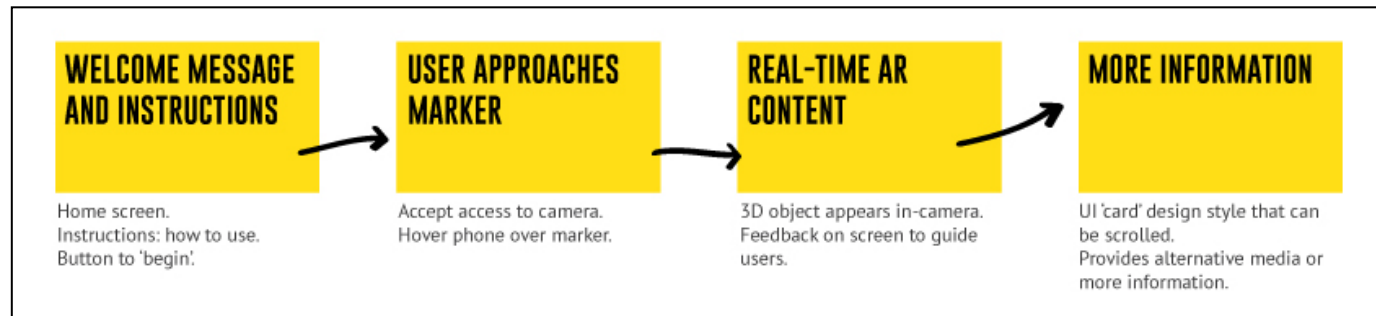 WELCOME MESSAGE
AND INSTRUCTIONS
Home screen.
Instructions: how to use.
Button to 'begin'.
USER APPROACHES
MARKER
Accept access to camera.
Hover phone over marker.
REAL-TIME AR
CONTENT
3D object appears in-camera.
Feedback on screen to guide
users.
MORE INFORMATION
UI 'card' design style that can
be scrolled.
Provides alternative media or
more information.